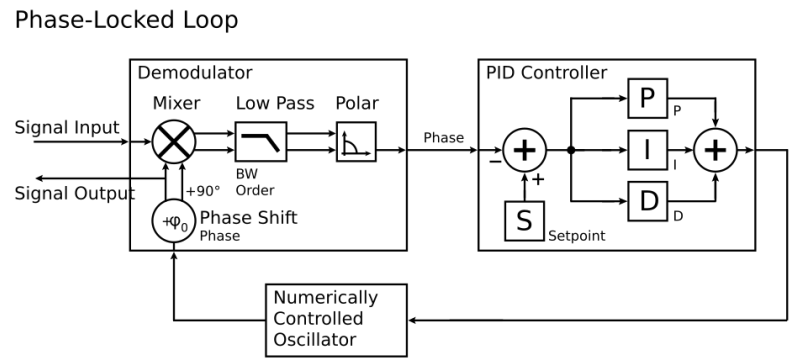 Phase-Locked Loop
Demodulator
PID Controller
Mixer
Low Pass
Polar
Signal Input
Signal Output
+90°
BW
Order
+φ₀
Phase Shift
Phase
Phase
−
+
+
S
Setpoint
P
P
I
I
D
D
+
Numerically
Controlled
Oscillator